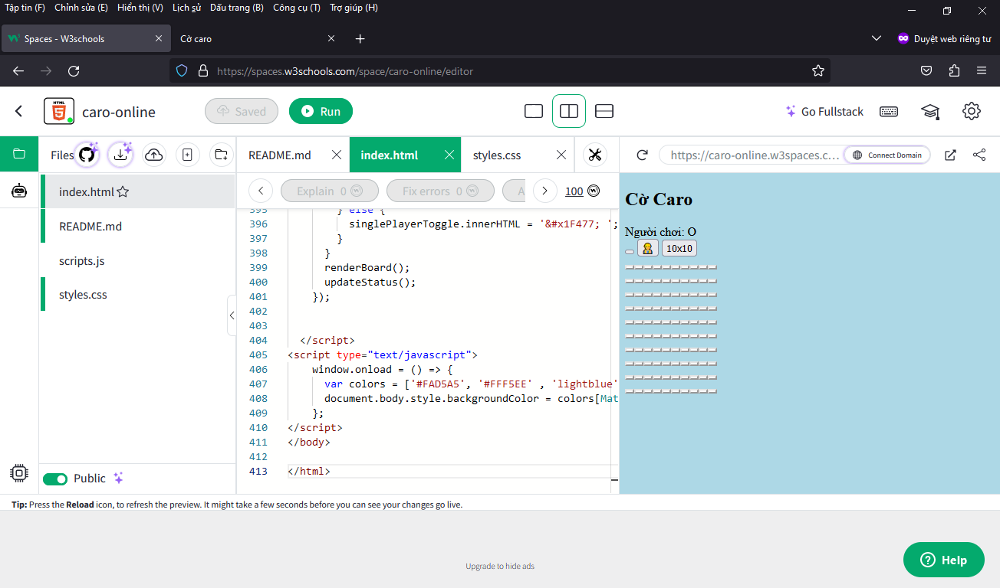 Tập tin (F) Chỉnh sửa (E) Hiển thị (V) Lịch sử Dấu trang (B) Công cụ (T) Trợ giúp (H)
Spaces - W3schools Cờ caro Duyệt web riêng tư
https://spaces.w3schools.com/space/caro-online/editor
HTML caro-online Saved Run Go Fullstack
Files README.md index.html styles.css https://caro-online.w3spaces.c... Connect Domain
index.html
README.md
scripts.js
styles.css
Public
Explain 0 Fix errors 0 A 100
395 } else {
396 singlePlayerToggle.innerHTML = '&#x1F477; ';
397 }
398 }
399 renderBoard();
400 updateStatus();
401 });
402
403
404 </script>
405 <script type="text/javascript">
406 window.onload = () => {
407 var colors = ['#FAD5A5', '#FFF5EE' , 'lightblue'
408 document.body.style.backgroundColor = colors[Mat
409 };
410 </script>
411 </body>
412
413 </html>
Cờ Caro
Người chơi: O
10x10
Tip: Press the Reload icon, to refresh the preview. It might take a few seconds before you can see your changes go live.
Upgrade to hide ads
Help